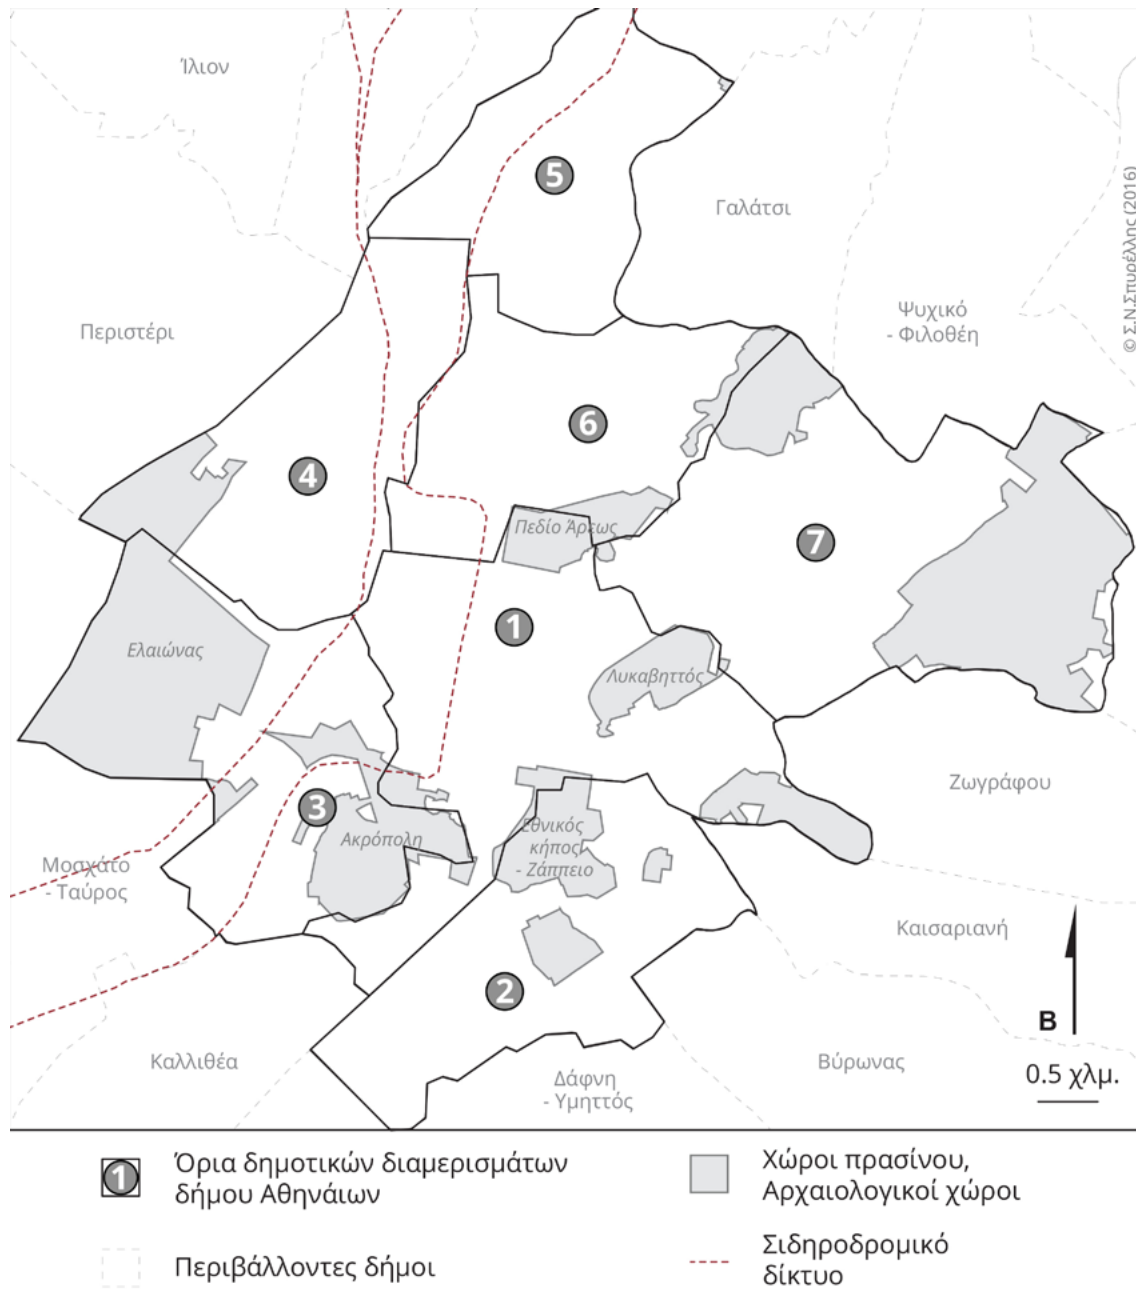 Ίλιον
5
Γαλάτσι
© Σ.Ν.Σπυρέλλης (2016)
Περιστέρι
Ψυχικό
- Φιλοθέη
6
4
Πεδίο Άρεως
7
1
Ελαιώνας
Λυκαβηττός
Ζωγράφου
3
Ακρόπολη
Εθνικός
κήπος
- Ζάππειο
Μοσχάτο
- Ταύρος
Καισαριανή
2
Β
Καλλιθέα
Βύρωνας
Δάφνη
- Υμηττός
0.5 χλμ.
1
Όρια δημοτικών διαμερισμάτων
δήμου Αθηναίων
Χώροι πρασίνου,
Αρχαιολογικοί χώροι
Περιβάλλοντες δήμοι
Σιδηροδρομικό
δίκτυο